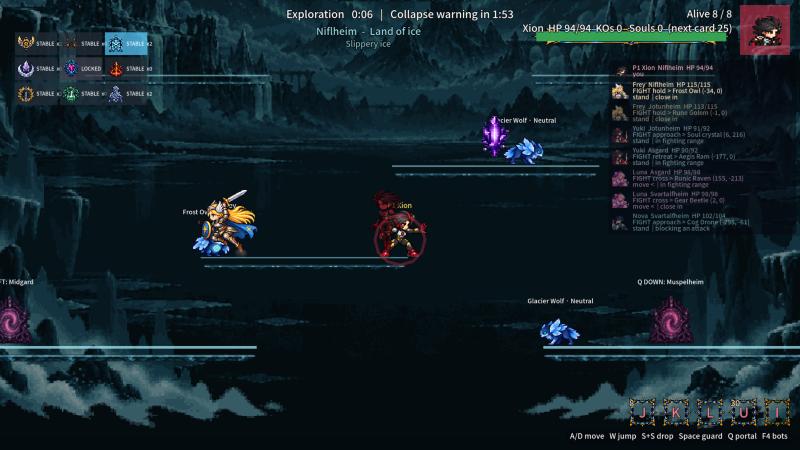 Exploration 0:06 | Collapse warning in 1:53
Alive 8 / 8
Niflheim - Land of ice
Slippery ice
Xion HP 94/94 KOs 0 Souls 0 (next card 25)
STABLE
STABLE
STABLE x2
STABLE
LOCKED
STABLE x0
STABLE
STABLE
STABLE x2
P1 Xion Niflheim HP 94/94
you
Frey Niflheim HP 115/115
FIGHT hold > Frost Owl (-34, 0)
stand | close in
Frey Jotunheim HP 113/115
FIGHT hold > Rune Golem (-1, 0)
stand | close in
Yuki Jotunheim HP 91/92
FIGHT approach > Soul crystal (6, 216)
stand | in fighting range
Yuki Asgard HP 90/92
FIGHT retreat > Aegis Ram (-177, 0)
stand | in fighting range
Luna Asgard HP 98/98
FIGHT cross > Runic Raven (155, -213)
move < | in fighting range
Luna Svartalfheim HP 98/98
FIGHT cross > Gear Beetle (2, 0)
move < | close in
Nova Svartalfheim HP 102/104
FIGHT approach > Cog Drone
stand | blocking an attack
Glacier Wolf · Neutral
Xion
Frost
FT: Midgard
Q DOWN: Muspelheim
Glacier Wolf · Neutral
J K L U I
A/D move W jump S+S drop Space guard Q portal F4 bots